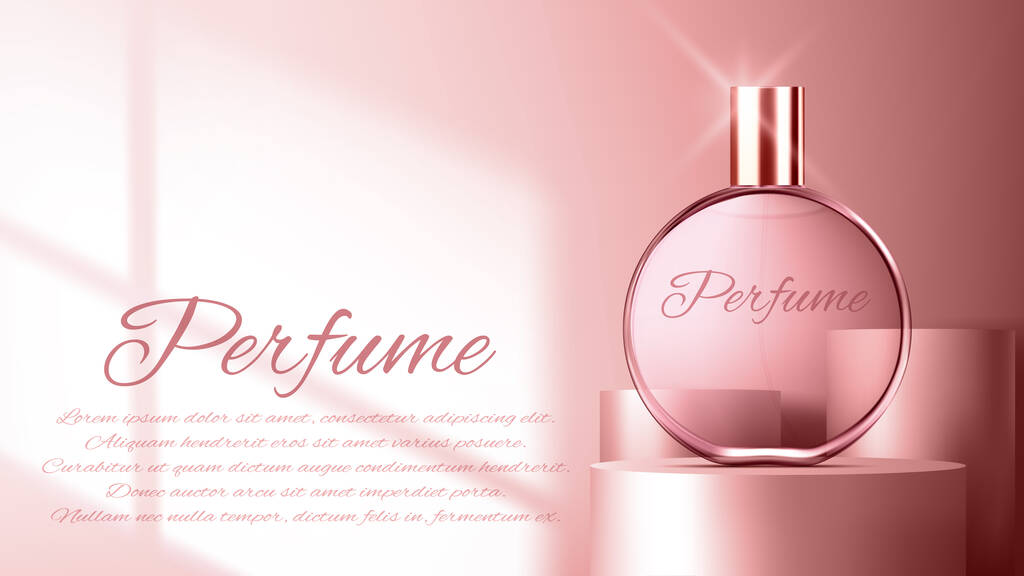 Perfume
Lorem ipsum dolor sit amet, consectetur adipiscing elit.
Aliquam hendrerit eros sit amet varius posuere.
Curabitur ut quam dictum augue condimentum hendrerit.
Donec auctor arcu sit amet imperdiet porta.
Nullam nec nulla tempor, dictum felis in, fermentum ex.
Perfume